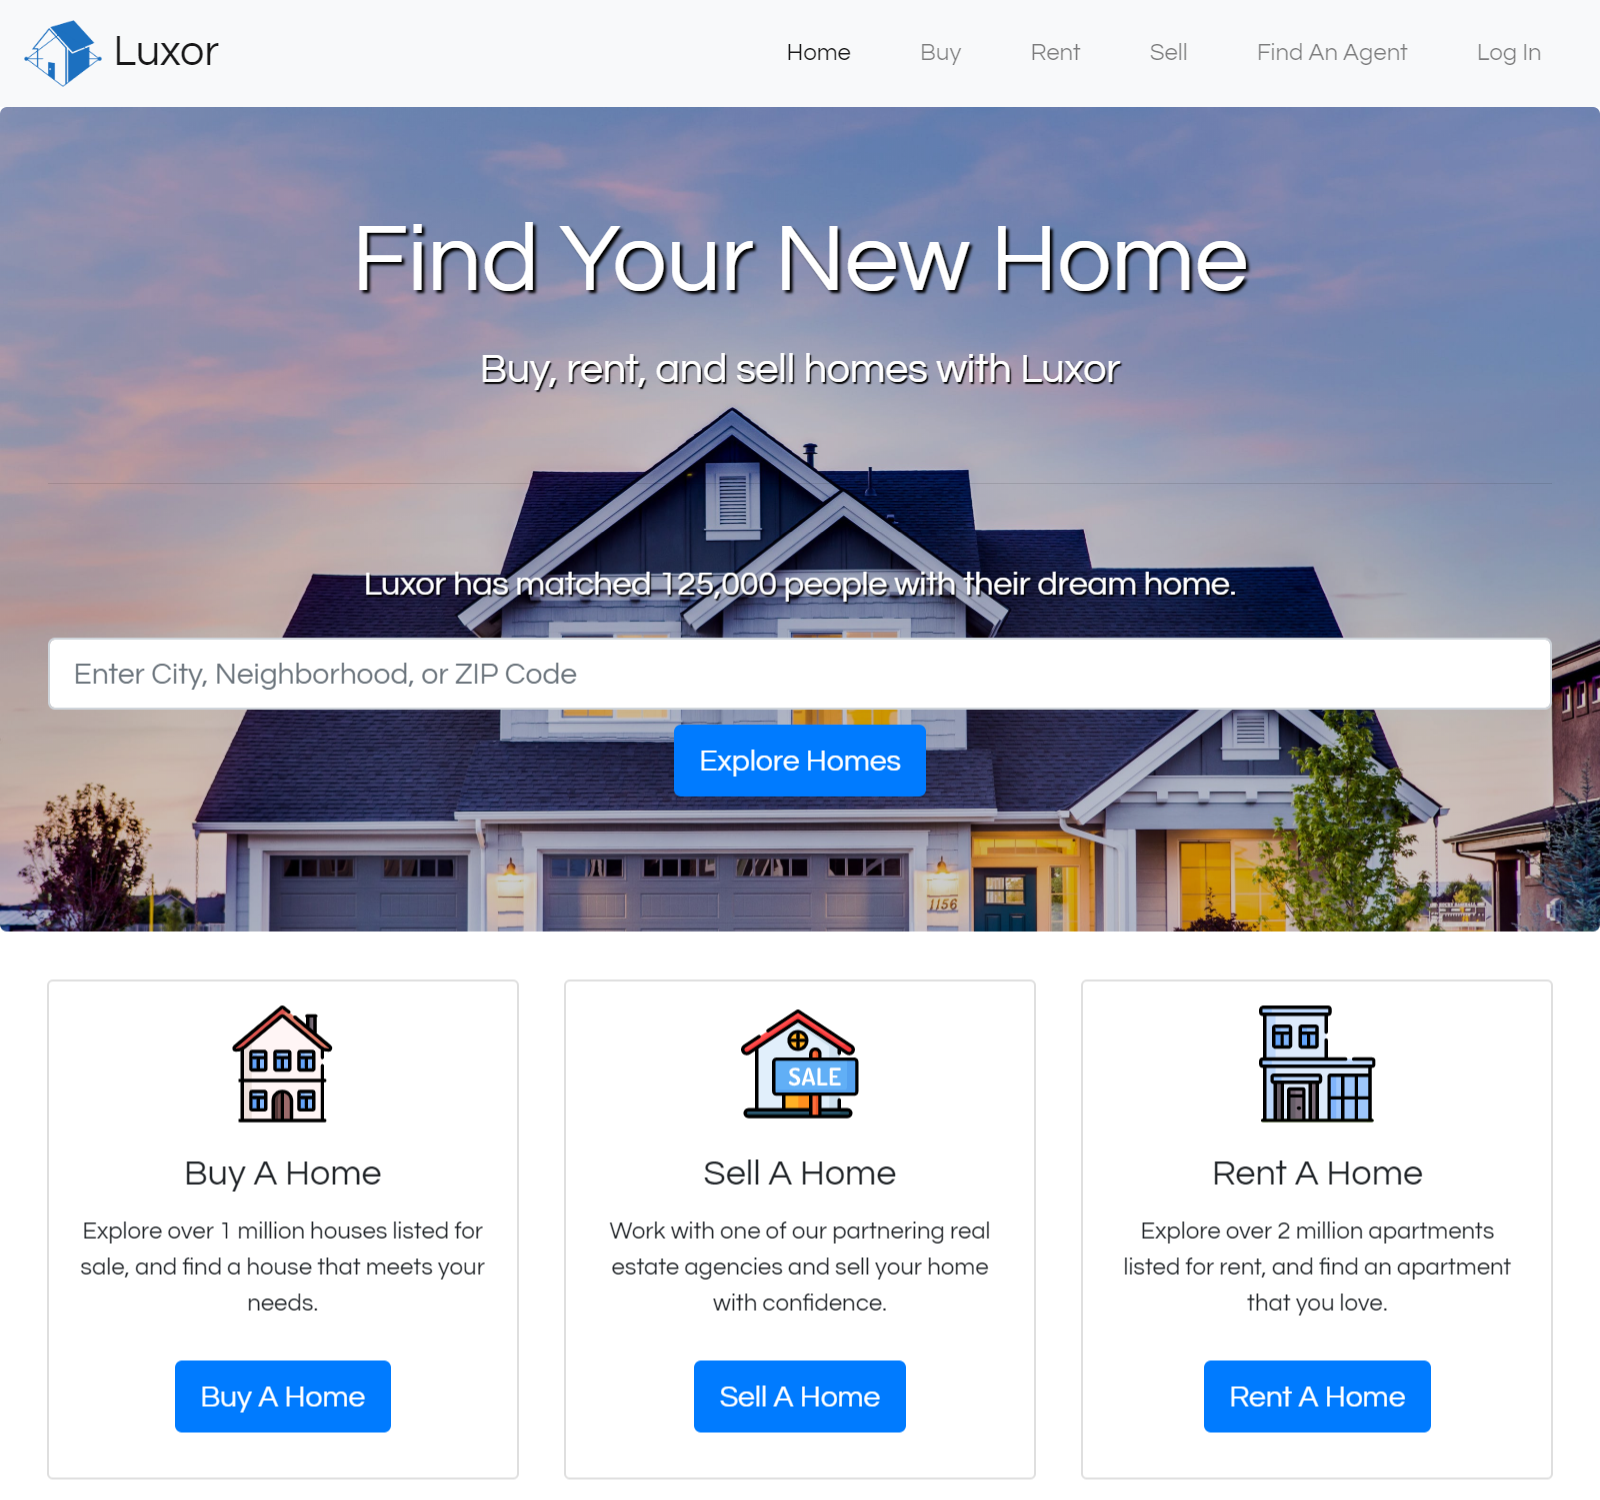 Luxor
Home Buy Rent Sell Find An Agent Log In
Find Your New Home
Buy, rent, and sell homes with Luxor
Luxor has matched 125,000 people with their dream home.
Enter City, Neighborhood, or ZIP Code
Explore Homes
1156
SALE
Buy A Home
Explore over 1 million houses listed for
sale, and find a house that meets your
needs.
Buy A Home
Sell A Home
Work with one of our partnering real
estate agencies and sell your home
with confidence.
Sell A Home
Rent A Home
Explore over 2 million apartments
listed for rent, and find an apartment
that you love.
Rent A Home